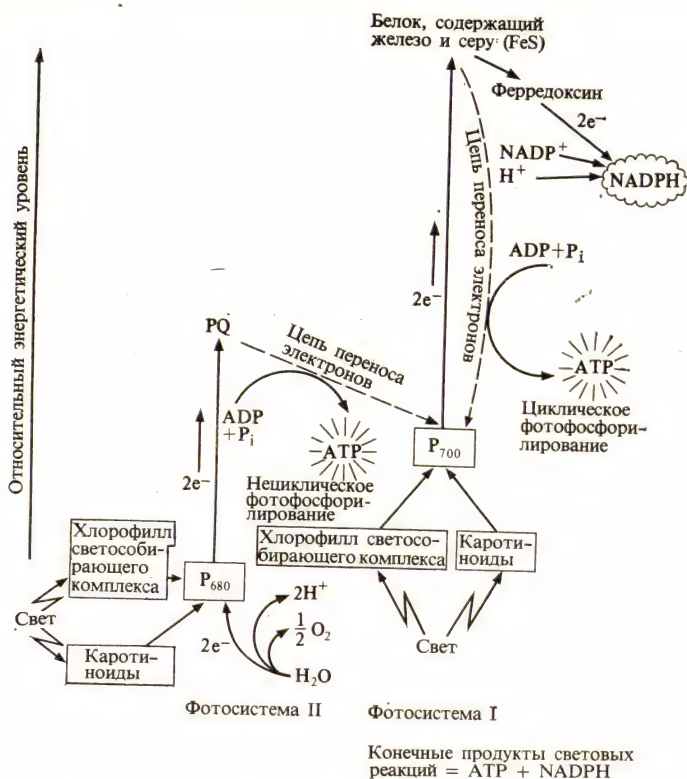 Белок, содержащий
железо и серу (FeS)
Ферредоксин
2e⁻
NADP⁺
H⁺
NADPH
Относительный энергетический уровень
Цепь переноса электронов
2e⁻
ADP+Pi
ATP
Циклическое
фотофосфори-
лирование
PQ
Цепь переноса
электронов
ADP
+Pi
2e⁻
ATP
Нециклическое
фотофосфори-
лирование
P₇₀₀
Хлорофилл
светособи-
рающего
комплекса
P₆₈₀
Хлорофилл светосо-
бирающего комплекса
Кароти-
ноиды
Свет
Кароти-
ноиды
2e⁻
2H⁺
1/2 O₂
H₂O
Свет
Фотосистема II
Фотосистема I
Конечные продукты световых
реакций = ATP + NADPH